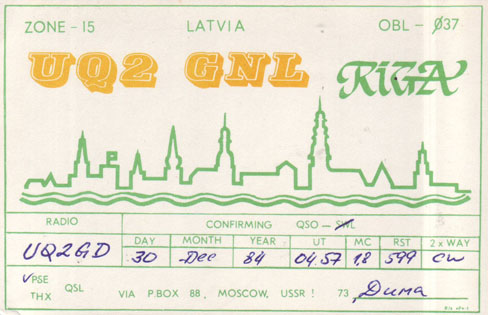 ZONE - 15 LATVIA OBL - Ø37
UQ2 GNL RIGA
RADIO CONFIRMING QSO - SWL
DAY MONTH YEAR UT MC RST 2 x WAY
UQ2GD 30 Dec 84 04.57 1,8 599 CW
✓PSE
THX QSL VIA P.BOX 88, MOSCOW, USSR! 73 Дима